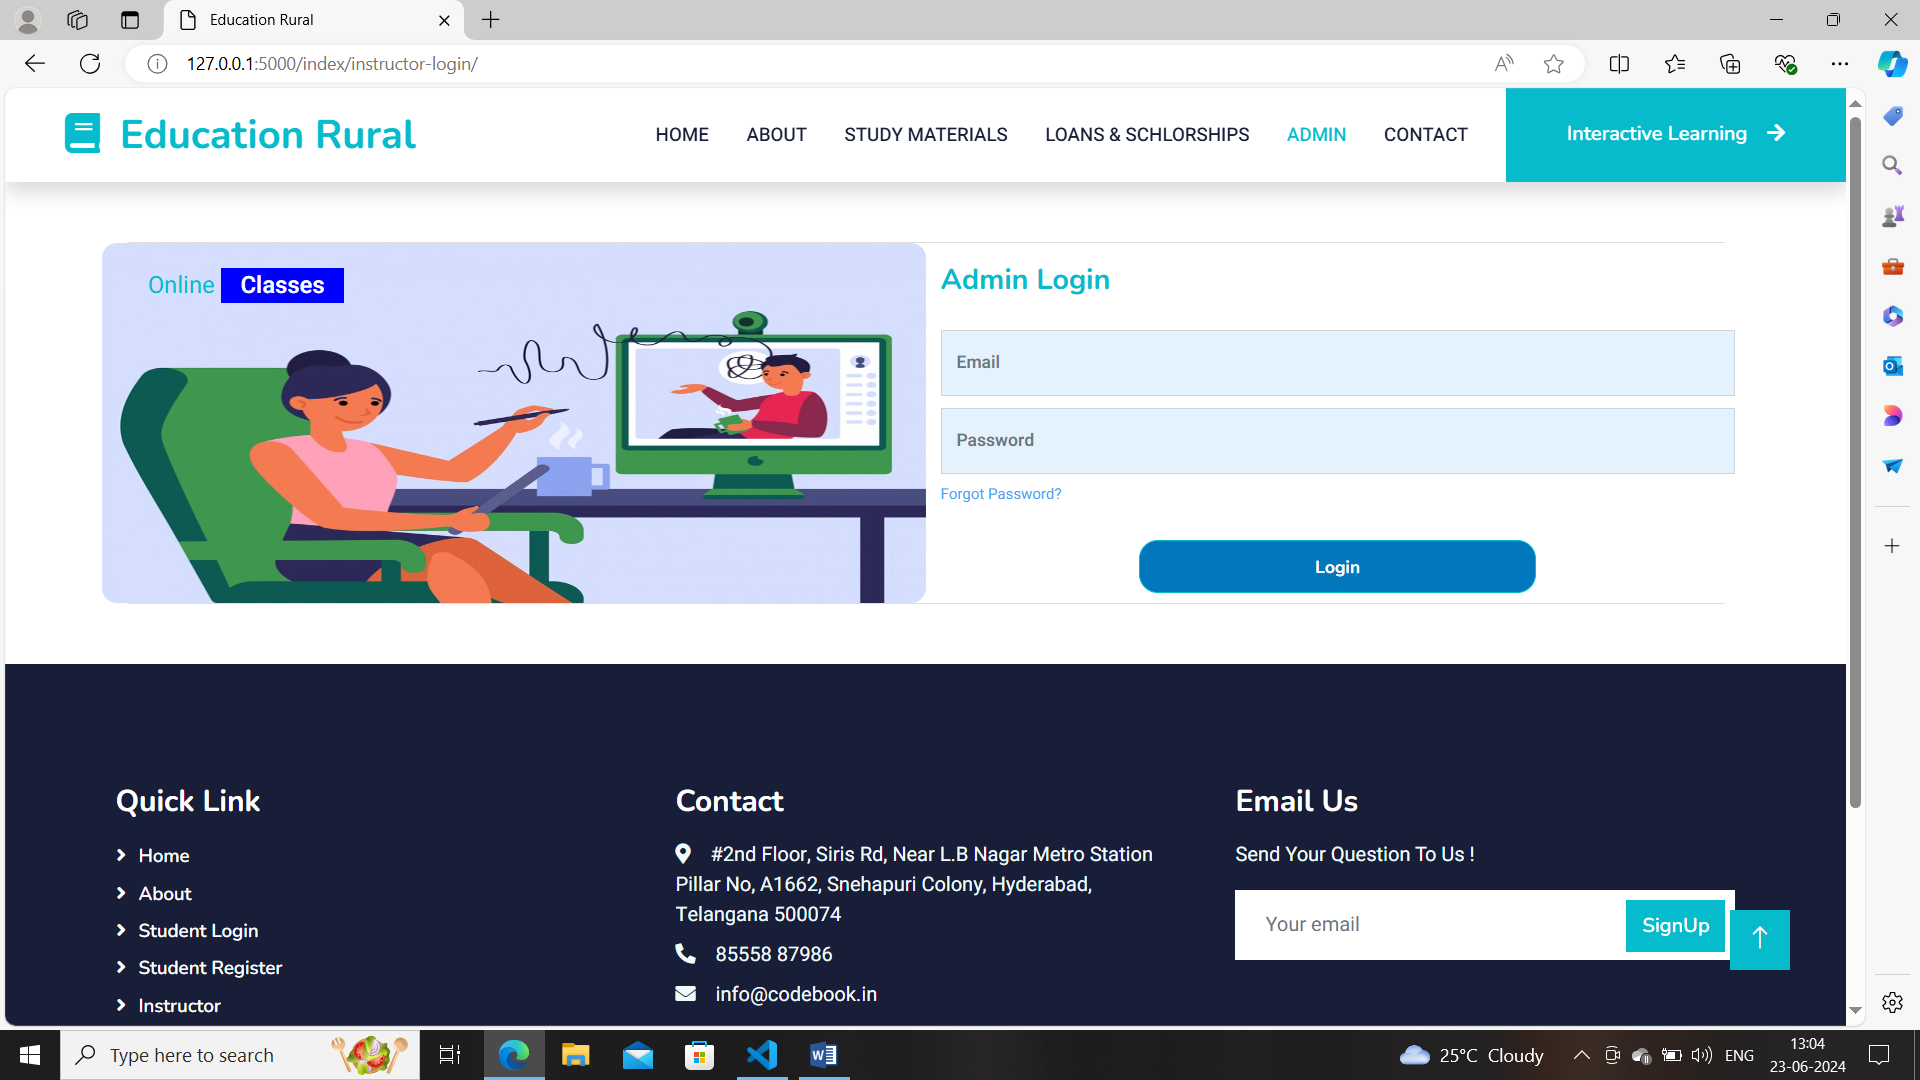 Education Rural
127.0.0.1:5000/index/instructor-login/
Education Rural
HOME ABOUT STUDY MATERIALS LOANS & SCHLORSHIPS ADMIN CONTACT Interactive Learning
Online Classes
Admin Login
Email
Password
Forgot Password?
Login
Quick Link
Home
About
Student Login
Student Register
Instructor
Contact
#2nd Floor, Siris Rd, Near L.B Nagar Metro Station
Pillar No, A1662, Snehapuri Colony, Hyderabad,
Telangana 500074
85558 87986
info@codebook.in
Email Us
Send Your Question To Us !
Your email SignUp
Type here to search
25°C Cloudy
ENG
13:04
23-06-2024